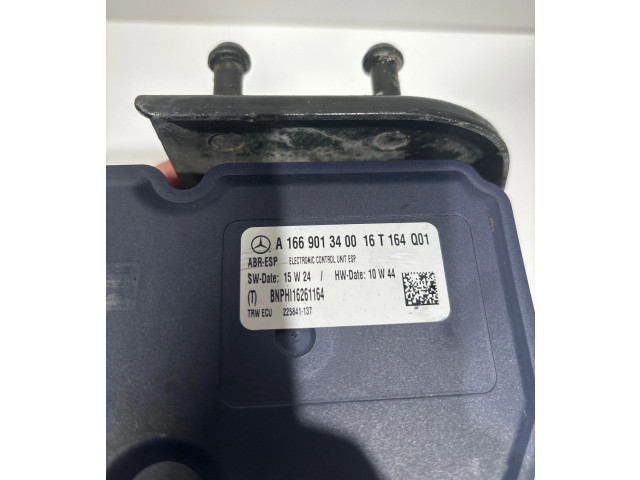 A 166 901 34 00 16 T 164 Q01
ABR-ESP ELECTRONIC CONTROL UNIT ESP
SW-Date: 15 W 24 / HW-Date: 10 W 44
(T) BNPHI16261164
TRW ECU 225841-137